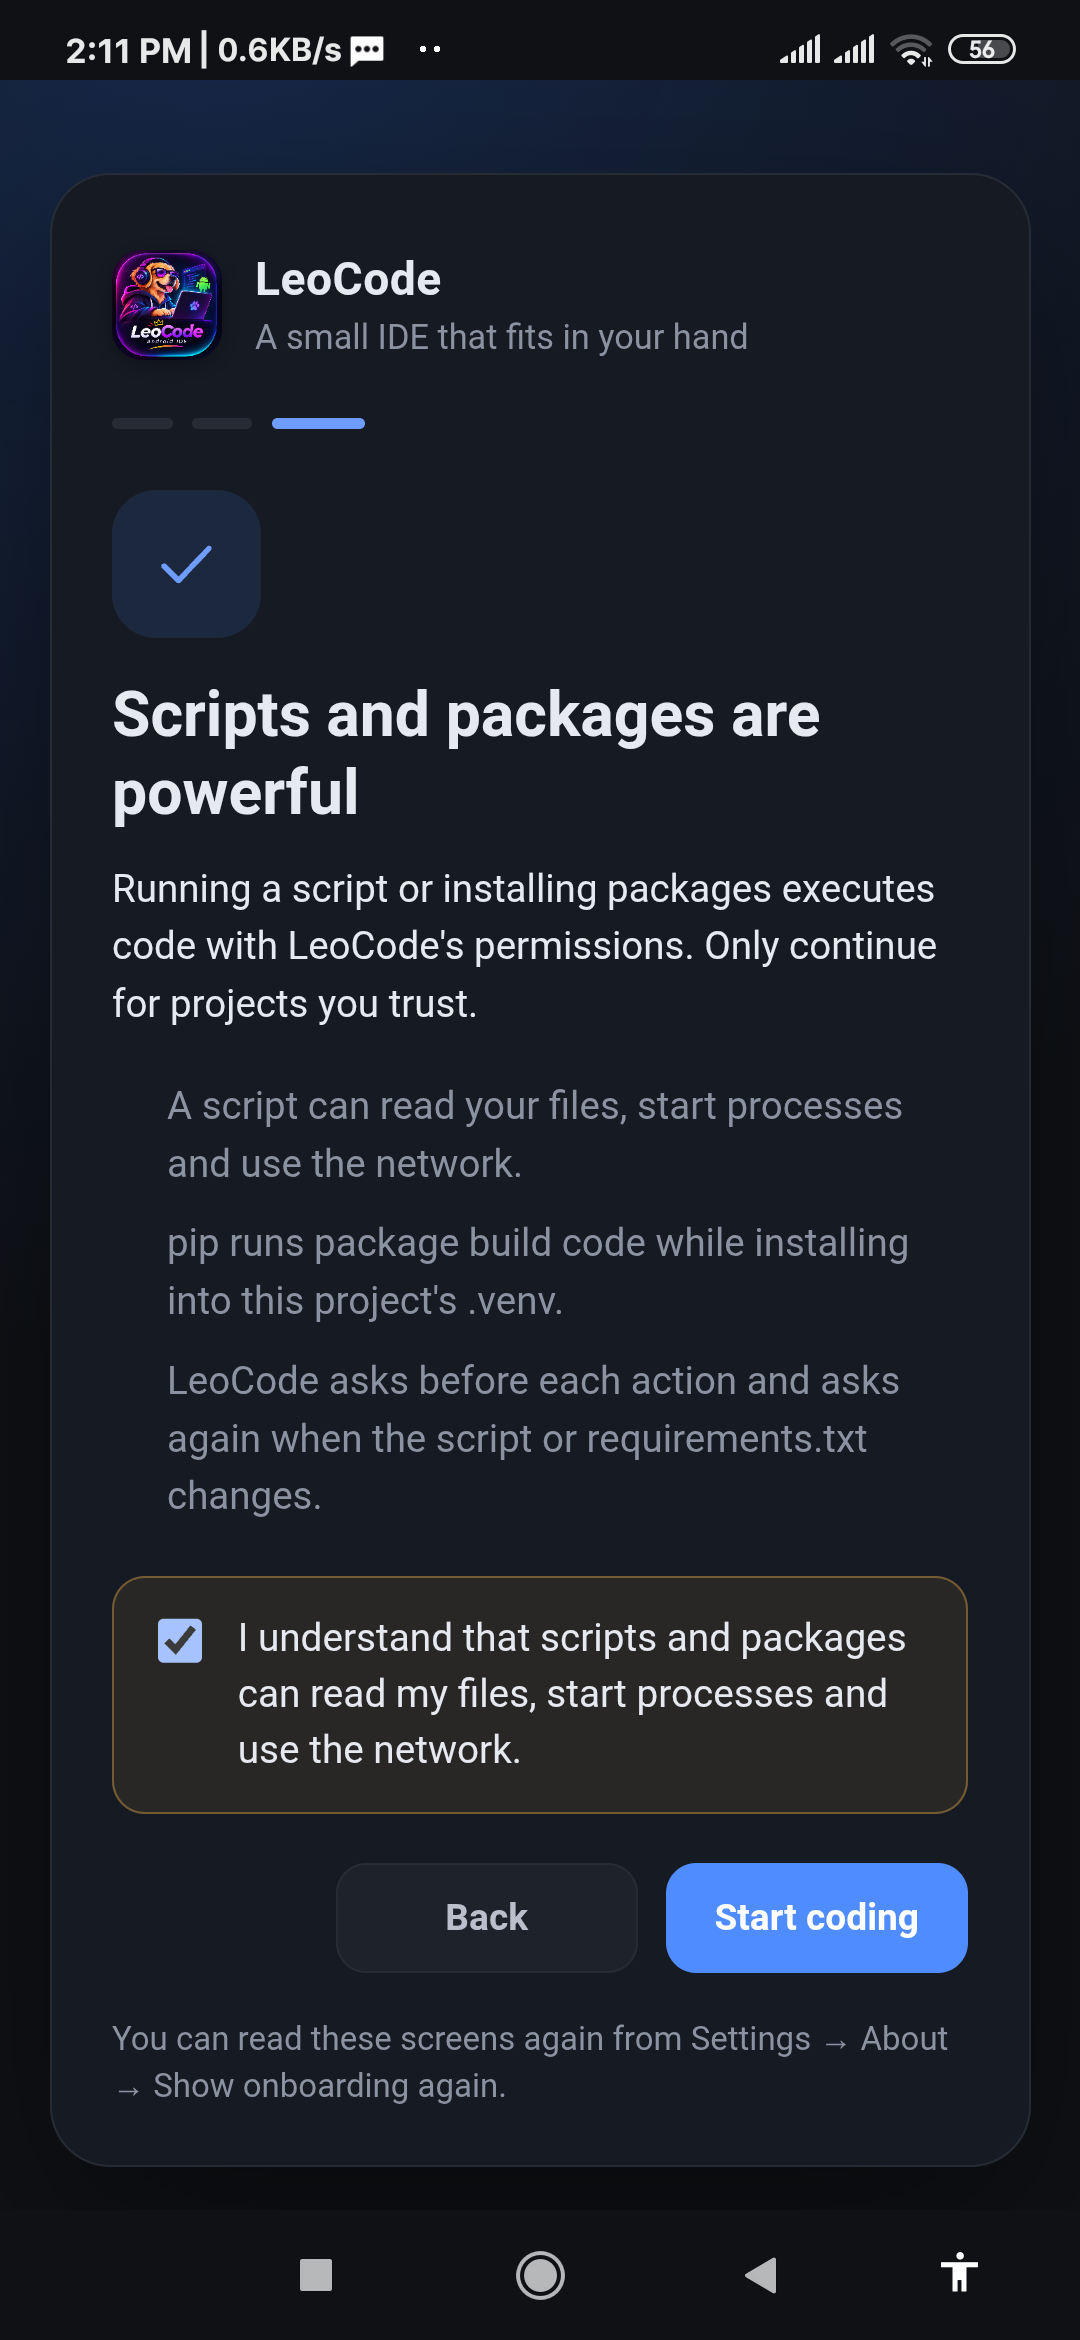 2:11 PM | 0.6KB/s
56
LeoCode
A small IDE that fits in your hand
LeoCode
android IDE
Scripts and packages are
powerful
Running a script or installing packages executes
code with LeoCode's permissions. Only continue
for projects you trust.
A script can read your files, start processes
and use the network.
pip runs package build code while installing
into this project's .venv.
LeoCode asks before each action and asks
again when the script or requirements.txt
changes.
I understand that scripts and packages
can read my files, start processes and
use the network.
Back
Start coding
You can read these screens again from Settings → About
→ Show onboarding again.